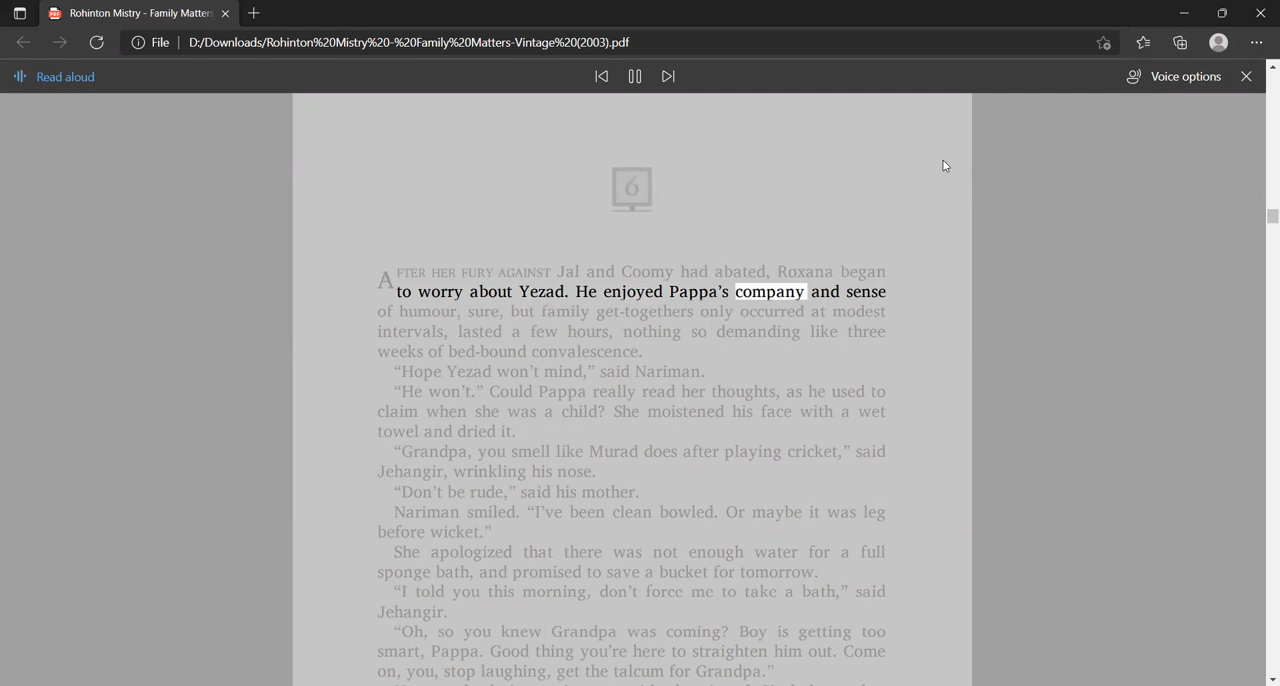 Rohinton Mistry - Family Matters
File
D:/Downloads/Rohinton%20Mistry%20-%20Family%20Matters-Vintage%20(2003).pdf
Read aloud
Voice options
6
AFTER HER FURY AGAINST Jal and Coomy had abated, Roxana began
to worry about Yezad. He enjoyed Pappa’s company and sense
of humour, sure, but family get-togethers only occurred at modest
intervals, lasted a few hours, nothing so demanding like three
weeks of bed-bound convalescence.
“Hope Yezad won’t mind,” said Nariman.
“He won’t.” Could Pappa really read her thoughts, as he used to
claim when she was a child? She moistened his face with a wet
towel and dried it.
“Grandpa, you smell like Murad does after playing cricket,” said
Jehangir, wrinkling his nose.
“Don’t be rude,” said his mother.
Nariman smiled. “I’ve been clean bowled. Or maybe it was leg
before wicket.”
She apologized that there was not enough water for a full
sponge bath, and promised to save a bucket for tomorrow.
“I told you this morning, don’t force me to take a bath,” said
Jehangir.
“Oh, so you knew Grandpa was coming? Boy is getting too
smart, Pappa. Good thing you’re here to straighten him out. Come
on, you, stop laughing, get the talcum for Grandpa.”